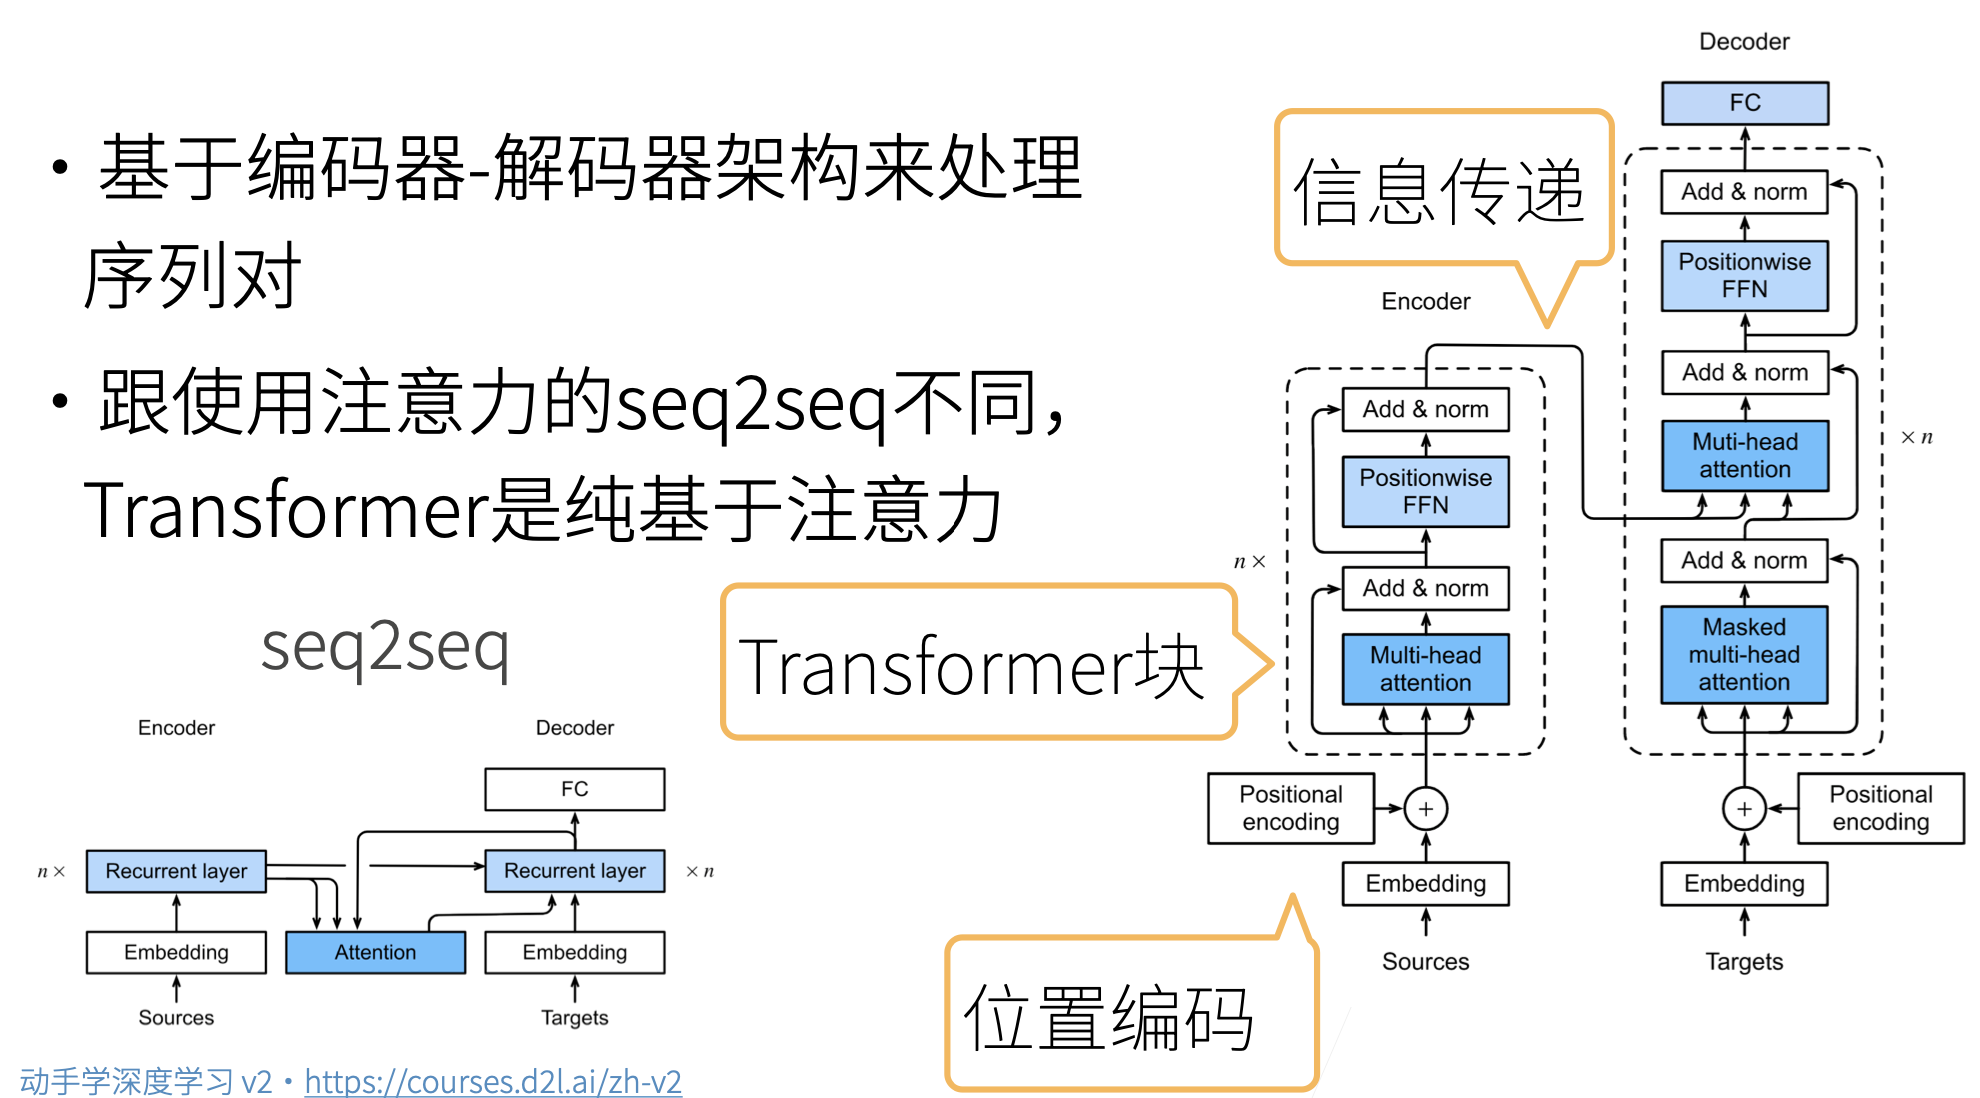 • 基于编码器-解码器架构来处理
序列对
• 跟使用注意力的seq2seq不同，
Transformer是纯基于注意力
seq2seq
Encoder
Decoder
FC
n ×
Recurrent layer
Recurrent layer
× n
Embedding
Attention
Embedding
Sources
Targets
动手学深度学习 v2 • https://courses.d2l.ai/zh-v2
信息传递
Transformer块
位置编码
Encoder
Add & norm
Positionwise
FFN
n ×
Add & norm
Multi-head
attention
Positional
encoding
+
Embedding
Sources
Decoder
FC
Add & norm
Positionwise
FFN
Add & norm
Muti-head
attention
× n
Add & norm
Masked
multi-head
attention
+
Positional
encoding
Embedding
Targets